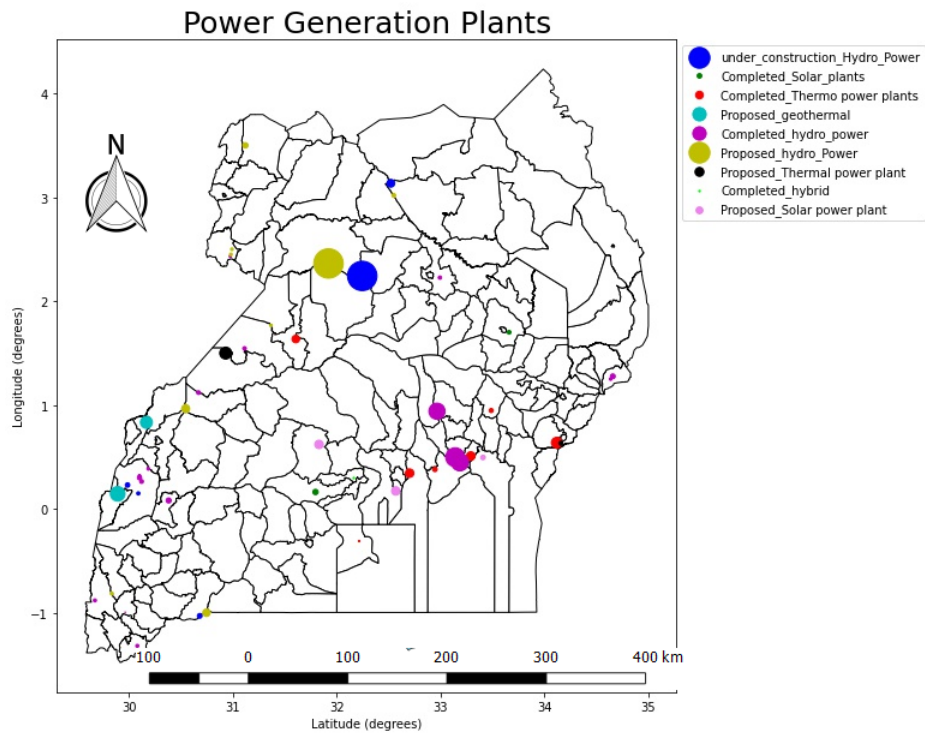 Power Generation Plants
under_construction_Hydro_Power
Completed_Solar_plants
Completed_Thermo power plants
Proposed_geothermal
Completed_hydro_power
Proposed_hydro_Power
Proposed_Thermal power plant
Completed_hybrid
Proposed_Solar power plant
N
4
3
2
1
0
−1
Longitude (degrees)
100 0 100 200 300 400 km
30 31 32 33 34 35
Latitude (degrees)